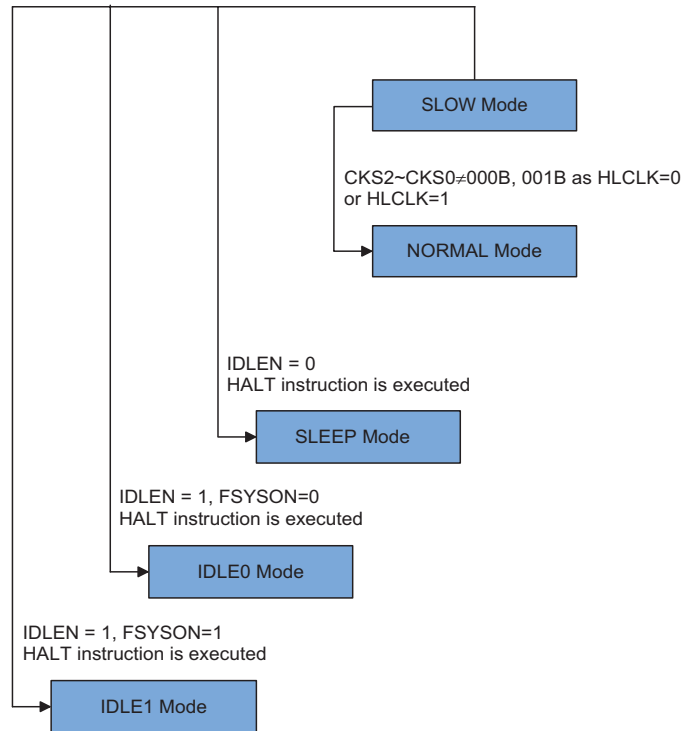 SLOW Mode
CKS2~CKS0≠000B, 001B as HLCLK=0
or HLCLK=1
NORMAL Mode
IDLEN = 0
HALT instruction is executed
SLEEP Mode
IDLEN = 1, FSYSON=0
HALT instruction is executed
IDLE0 Mode
IDLEN = 1, FSYSON=1
HALT instruction is executed
IDLE1 Mode